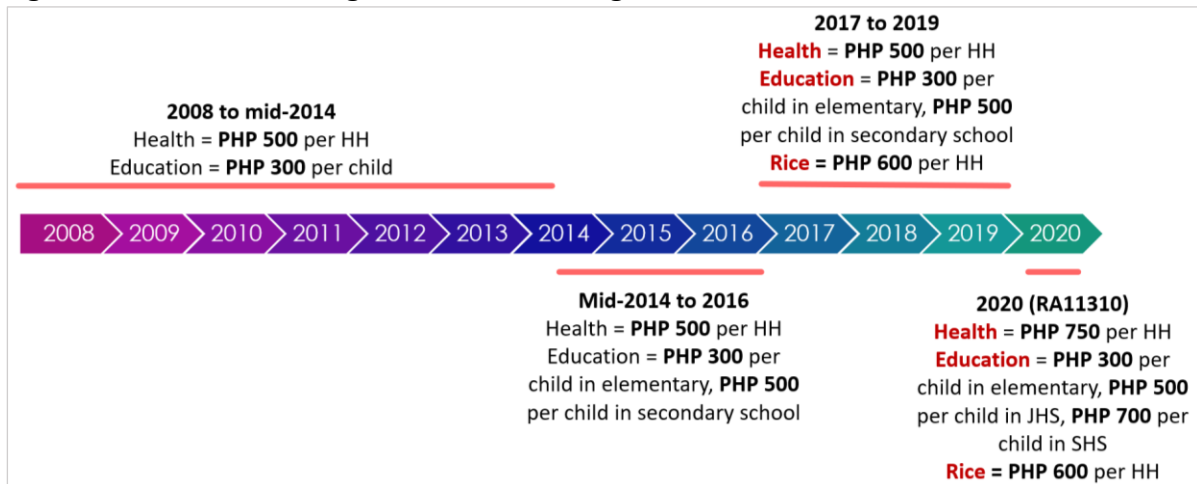 2017 to 2019
Health = PHP 500 per HH
Education = PHP 300 per
child in elementary, PHP 500
per child in secondary school
Rice = PHP 600 per HH
2008 to mid-2014
Health = PHP 500 per HH
Education = PHP 300 per child
2008 2009 2010 2011 2012 2013 2014 2015 2016 2017 2018 2019 2020
Mid-2014 to 2016
Health = PHP 500 per HH
Education = PHP 300 per
child in elementary, PHP 500
per child in secondary school
2020 (RA11310)
Health = PHP 750 per HH
Education = PHP 300 per
child in elementary, PHP 500
per child in JHS, PHP 700 per
child in SHS
Rice = PHP 600 per HH